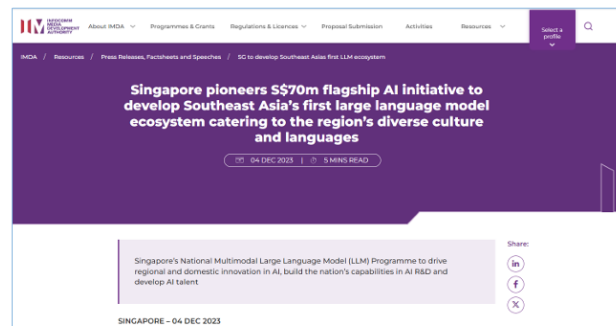 INFOCOMM
MEDIA
DEVELOPMENT
AUTHORITY
About IMDA
Programmes & Grants
Regulations & Licences
Proposal Submission
Activities
Resources
Select a
profile
IMDA / Resources / Press Releases, Factsheets and Speeches / SG to develop Southeast Asias first LLM ecosystem
Singapore pioneers S$70m flagship AI initiative to
develop Southeast Asia's first large language model
ecosystem catering to the region's diverse culture
and languages
04 DEC 2023 | 5 MINS READ
Share:
Singapore's National Multimodal Large Language Model (LLM) Programme to drive
regional and domestic innovation in AI, build the nation's capabilities in AI R&D and
develop AI talent
SINGAPORE – 04 DEC 2023